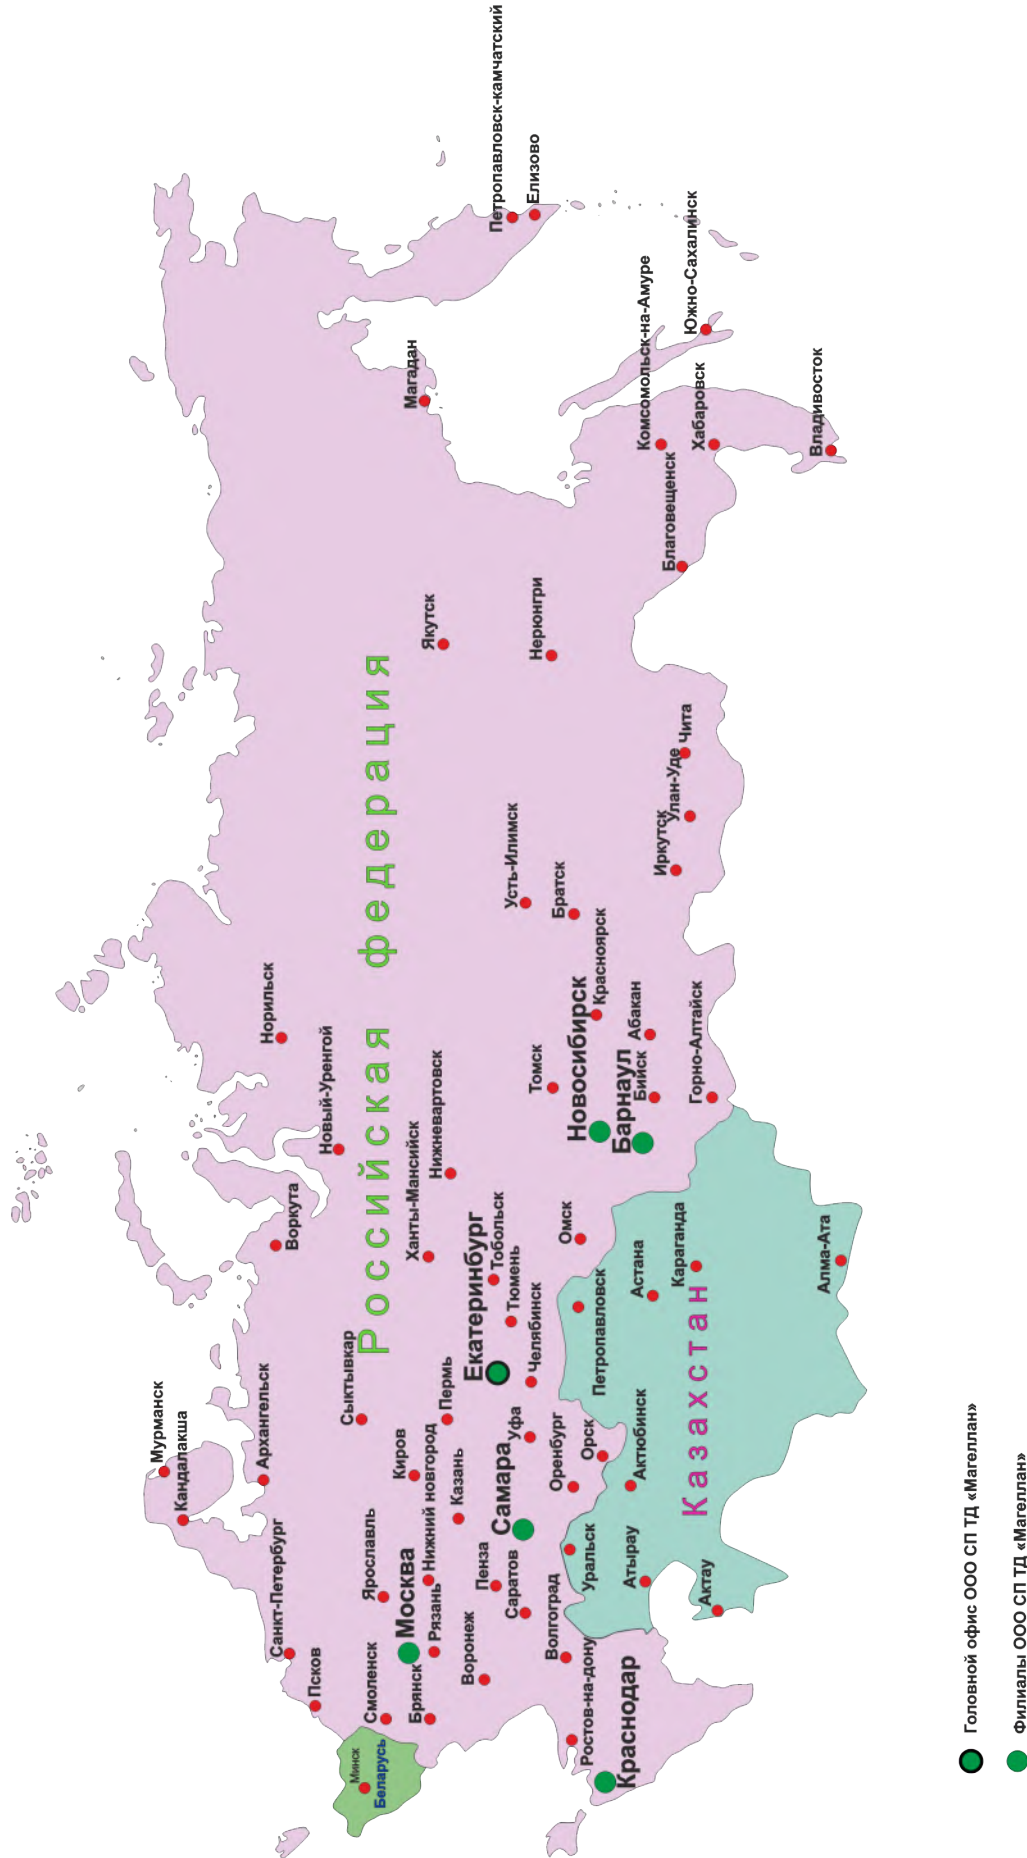 Мурманск
Кандалакша
Архангельск
Санкт-Петербург
Псков
Воркута
Норильск
Новый-Уренгой
Сыктывкар
Российская федерация
Магадан
Петропавловск-камчатский
Елизово
Якутск
Нерюнгри
Минск
Беларусь
Смоленск
Ярославль
Москва
Брянск
Рязань
Нижний новгород
Киров
Казань
Пермь
Ханты-Мансийск
Нижневартовск
Воронеж
Пенза
Саратов
Самара
Уфа
Екатеринбург
Тобольск
Тюмень
Челябинск
Омск
Томск
Новосибирск
Барнаул
Бийск
Красноярск
Абакан
Горно-Алтайск
Усть-Илимск
Братск
Иркутск
Улан-Уде
Чита
Благовещенск
Комсомольск-на-Амуре
Хабаровск
Южно-Сахалинск
Владивосток
Волгоград
Ростов-на-дону
Краснодар
Оренбург
Орск
Уральск
Атырау
Актау
Актюбинск
Казахстан
Петропавловск
Астана
Караганда
Алма-Ата
Головной офис ООО СП ТД «Магеллан»
Филиалы ООО СП ТД «Магеллан»